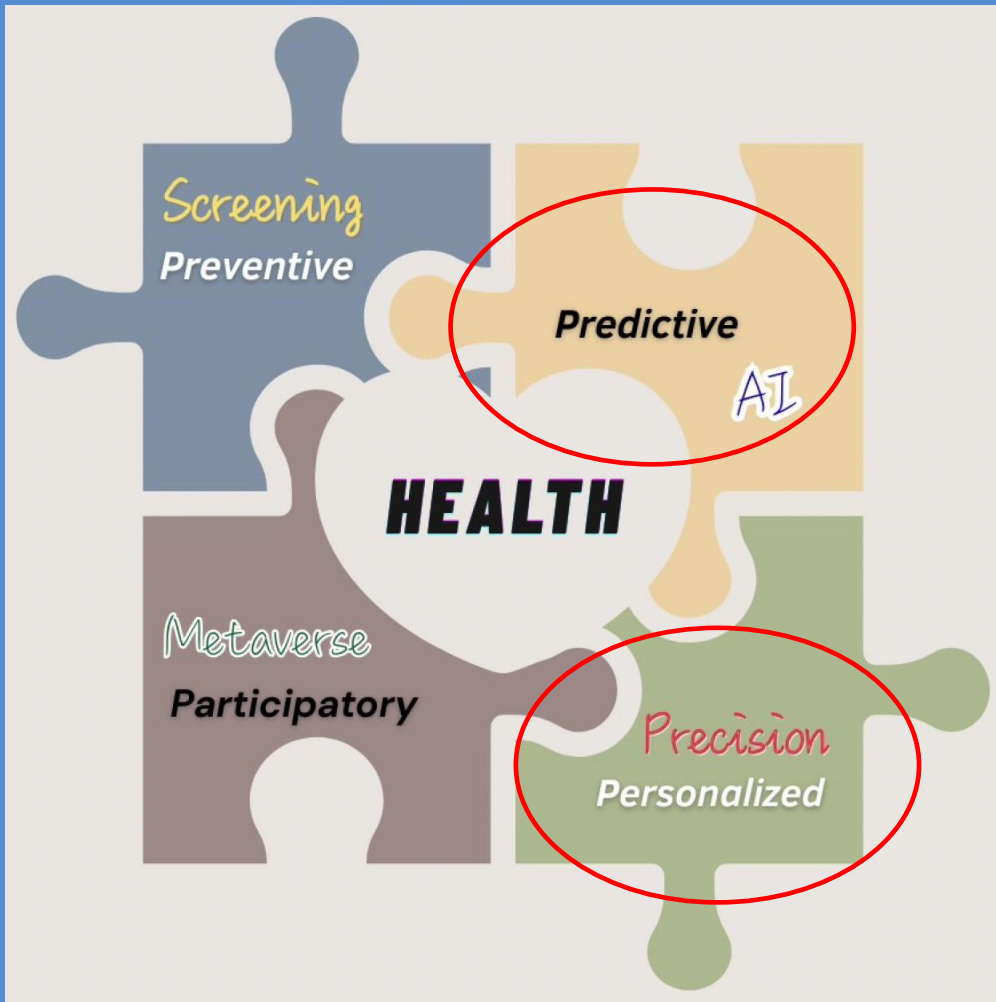 Screening
Preventive
Predictive
AI
HEALTH
Metaverse
Participatory
Precision
Personalized